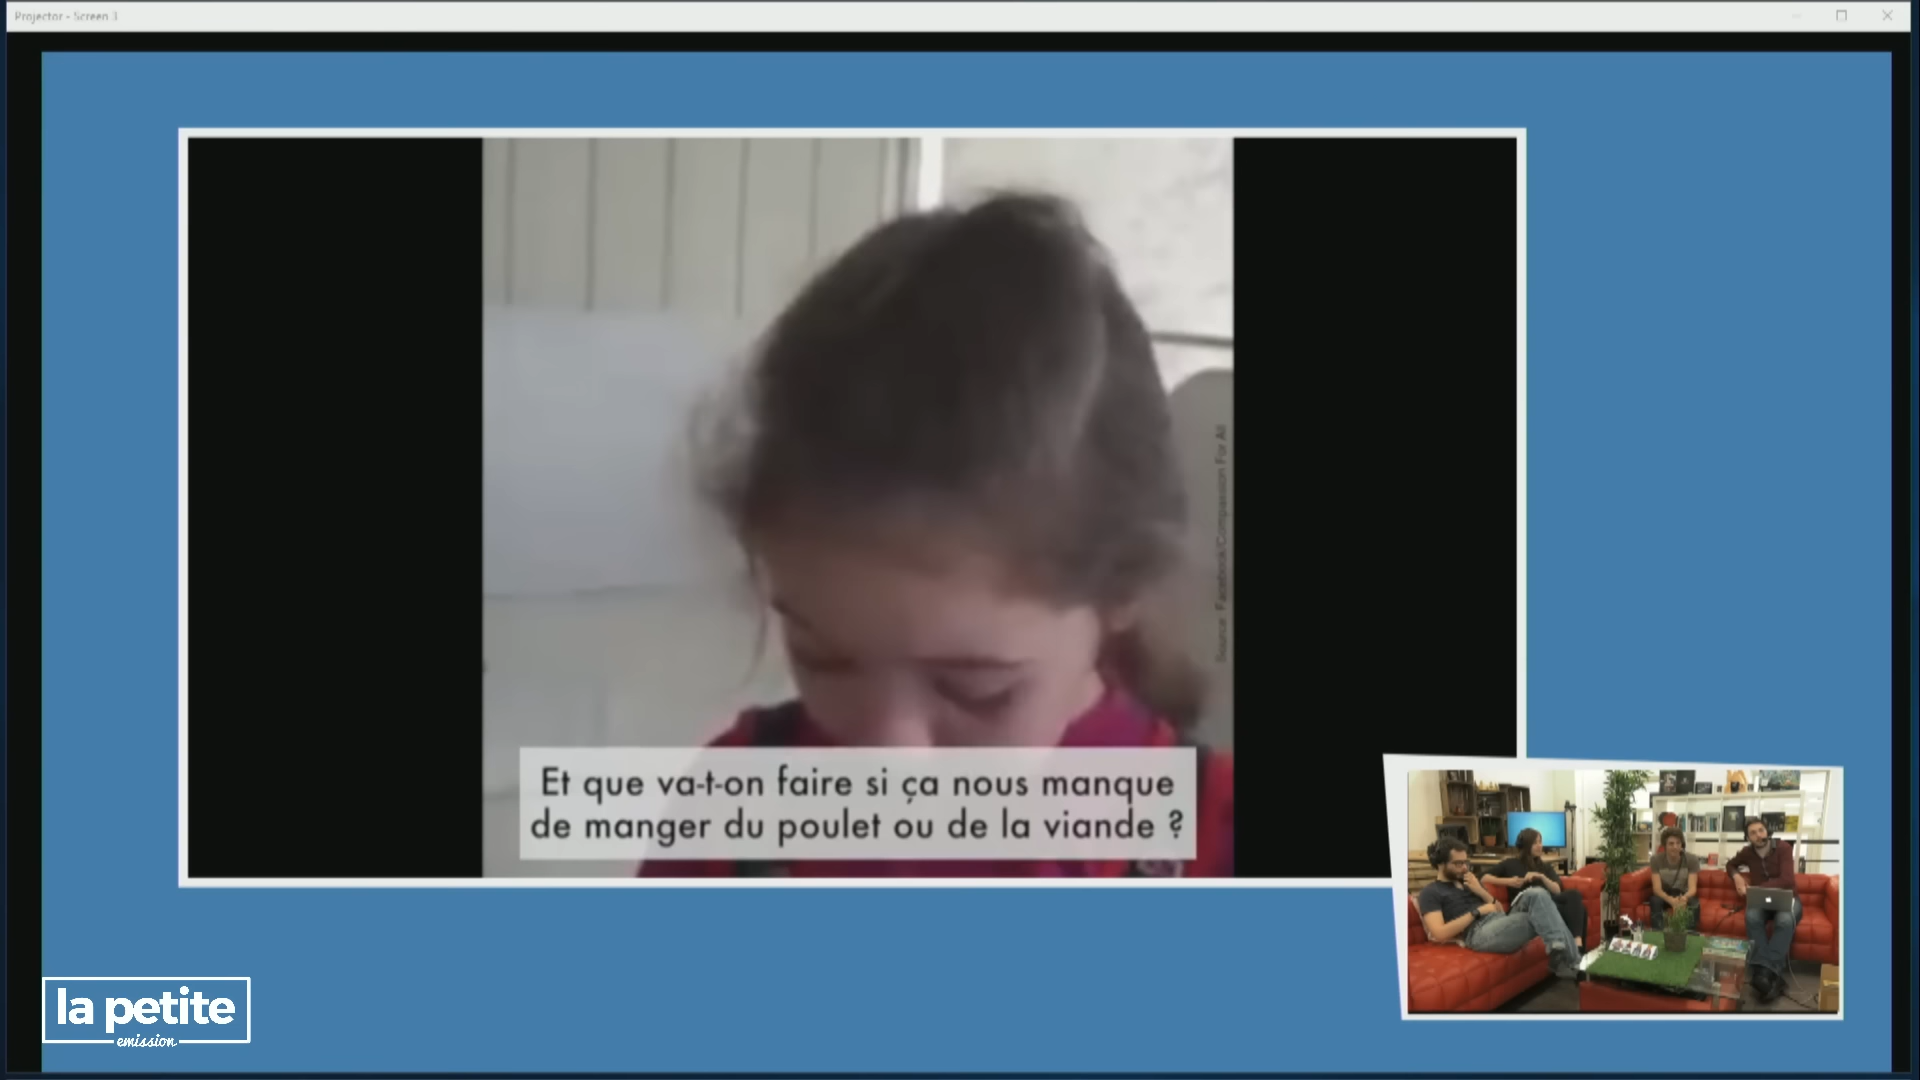 Projector - Screen 3
Source: Facebook/Compassion For All
Et que va-t-on faire si ça nous manque
de manger du poulet ou de la viande ?
la petite
emission